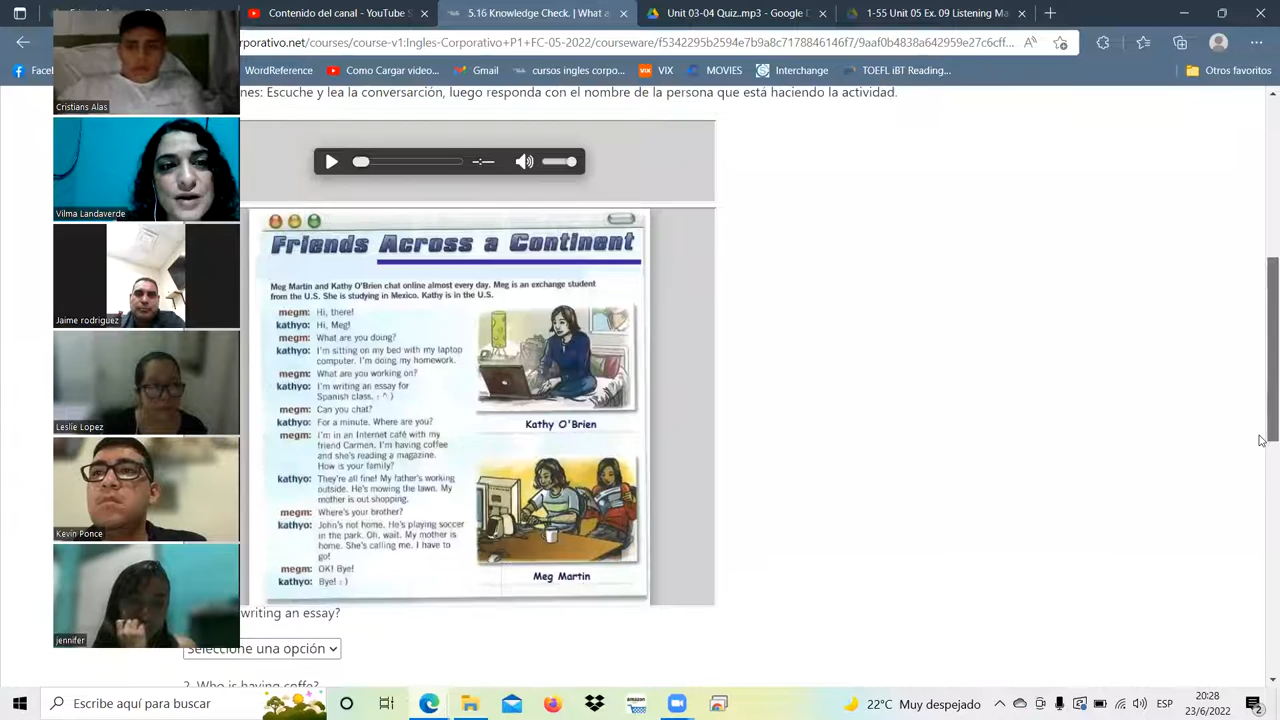 al con el - YouTube
5.16 Knowledge Check. | What a
Unit 03-04 Quiz.mp3 - Google D
1-55 Unit 05 Ex. 09 Listening Ma
rporativo.net/courses/course-v1:Ingles-Corporativo+P1+FC-05-2022/courseware/f5342295b2594e7b9a8c7178846146f7/9aaf0b4838a642959e27c6cff...
Faceb
WordReference
Como Cargar video...
Gmail
cursos ingles corpo...
VIX
MOVIES
Interchange
TOEFL iBT Reading...
Otros favoritos
nes: Escuche y lea la conversarción, luego responda con el nombre de la persona que está haciendo la actividad.
Cristians Alas
Vilma Landaverde
Jaime rodriguez
Leslie Lopez
Kevin Ponce
jennifer
-:--
Friends Across a Continent
Meg Martin and Kathy O'Brien chat online almost every day. Meg is an exchange student
from the U.S. She is studying in Mexico. Kathy is in the U.S.
megm: Hi, there!
kathyo: Hi, Meg!
megm: What are you doing?
kathyo: I'm sitting on my bed with my laptop
computer. I'm doing my homework.
megm: What are you working on?
kathyo: I'm writing an essay for
Spanish class. : ^ )
megm: Can you chat?
kathyo: For a minute. Where are you?
megm: I'm in an Internet café with my
friend Carmen. I'm having coffee
and she's reading a magazine.
How is your family?
kathyo: They're all fine! My father's working
outside. He's mowing the lawn. My
mother is out shopping.
megm: Where's your brother?
kathyo: John's not home. He's playing soccer
in the park. Oh, wait. My mother is
home. She's calling me. I have to
go!
megm: OK! Bye!
kathyo: Bye! : )
Kathy O'Brien
Meg Martin
writing an essay?
Seleccione una opción
2. Who is having coffe?
Escribe aquí para buscar
22°C Muy despejado
ESP
20:28
23/6/2022
2